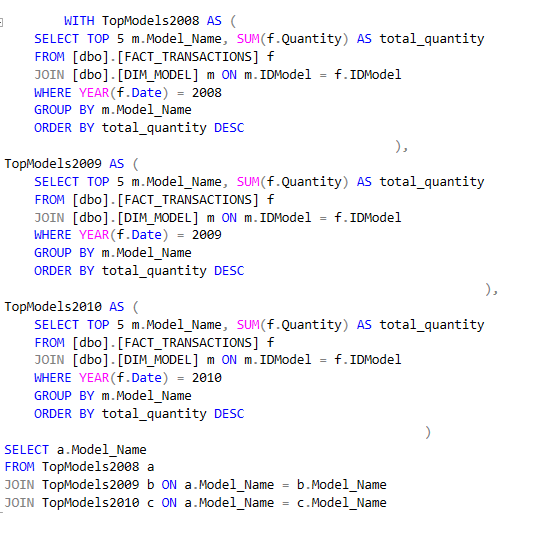 WITH TopModels2008 AS (
SELECT TOP 5 m.Model_Name, SUM(f.Quantity) AS total_quantity
FROM [dbo].[FACT_TRANSACTIONS] f
JOIN [dbo].[DIM_MODEL] m ON m.IDModel = f.IDModel
WHERE YEAR(f.Date) = 2008
GROUP BY m.Model_Name
ORDER BY total_quantity DESC
),
TopModels2009 AS (
SELECT TOP 5 m.Model_Name, SUM(f.Quantity) AS total_quantity
FROM [dbo].[FACT_TRANSACTIONS] f
JOIN [dbo].[DIM_MODEL] m ON m.IDModel = f.IDModel
WHERE YEAR(f.Date) = 2009
GROUP BY m.Model_Name
ORDER BY total_quantity DESC
),
TopModels2010 AS (
SELECT TOP 5 m.Model_Name, SUM(f.Quantity) AS total_quantity
FROM [dbo].[FACT_TRANSACTIONS] f
JOIN [dbo].[DIM_MODEL] m ON m.IDModel = f.IDModel
WHERE YEAR(f.Date) = 2010
GROUP BY m.Model_Name
ORDER BY total_quantity DESC
)
SELECT a.Model_Name
FROM TopModels2008 a
JOIN TopModels2009 b ON a.Model_Name = b.Model_Name
JOIN TopModels2010 c ON a.Model_Name = c.Model_Name